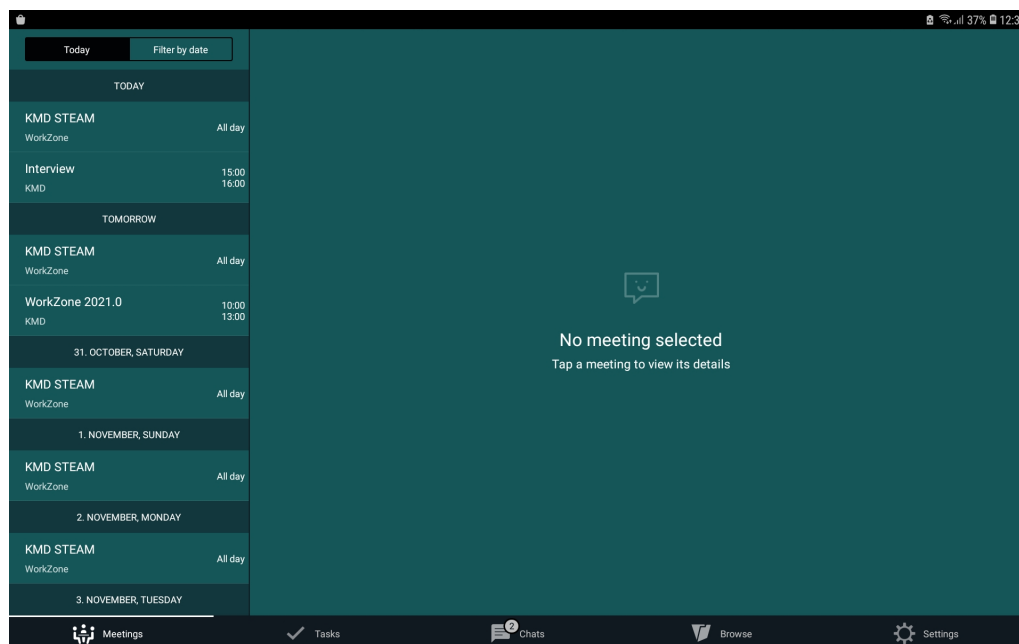 37% 12:3
Today Filter by date
TODAY
KMD STEAM
All day
WorkZone
Interview
15:00
KMD
16:00
TOMORROW
KMD STEAM
All day
WorkZone
WorkZone 2021.0
10:00
KMD
13:00
31. OCTOBER, SATURDAY
KMD STEAM
All day
WorkZone
1. NOVEMBER, SUNDAY
KMD STEAM
All day
WorkZone
2. NOVEMBER, MONDAY
KMD STEAM
All day
WorkZone
3. NOVEMBER, TUESDAY
No meeting selected
Tap a meeting to view its details
Meetings Tasks 2 Chats Browse Settings